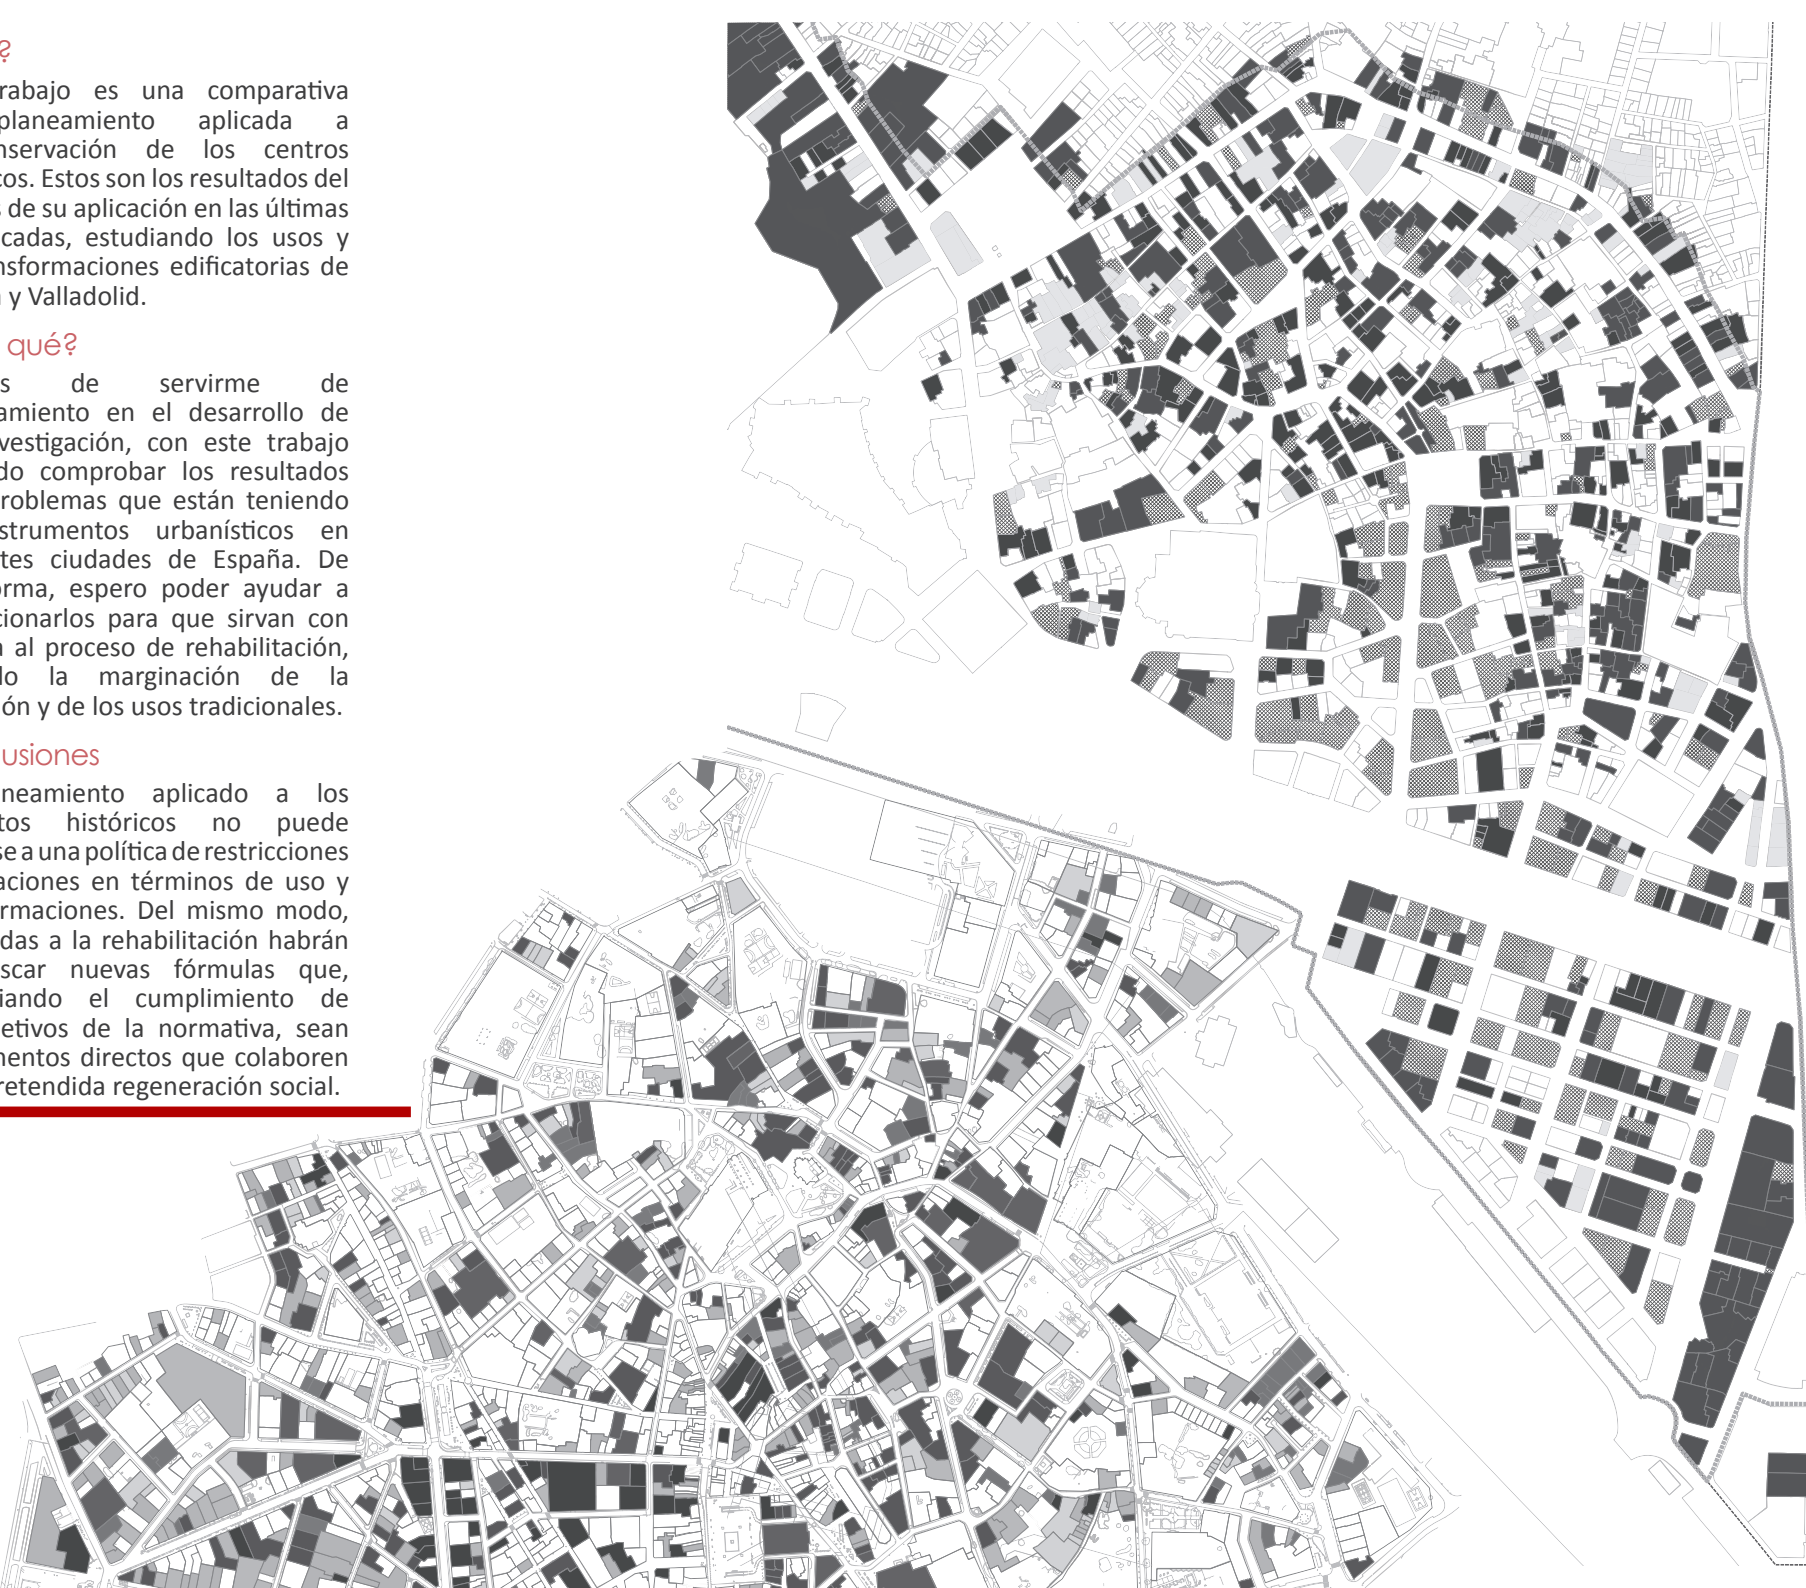 ?
rabajo es una comparativa
planeamiento aplicada a
nservación de los centros
cos. Estos son los resultados del
s de su aplicación en las últimas
cadas, estudiando los usos y
nsformaciones edificatorias de
y Valladolid.
qué?
s de servirme de
amiento en el desarrollo de
vestigación, con este trabajo
do comprobar los resultados
roblemas que están teniendo
strumentos urbanísticos en
tes ciudades de España. De
orma, espero poder ayudar a
cionarlos para que sirvan con
al proceso de rehabilitación,
do la marginación de la
ión y de los usos tradicionales.
usiones
neamiento aplicado a los
tos históricos no puede
se a una política de restricciones
aciones en términos de uso y
ormaciones. Del mismo modo,
das a la rehabilitación habrán
scar nuevas fórmulas que,
iando el cumplimiento de
etivos de la normativa, sean
mentos directos que colaboren
retendida regeneración social.